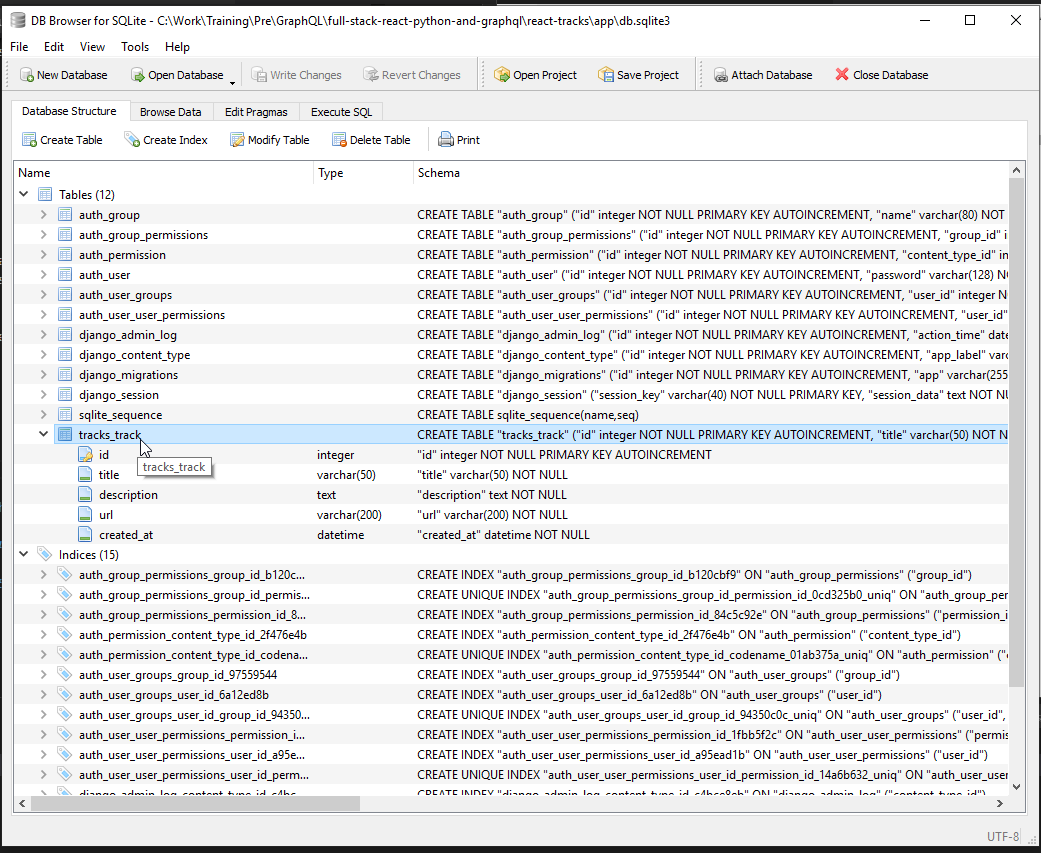 DB Browser for SQLite - C:\Work\Training\Pre\GraphQL\full-stack-react-python-and-graphql\react-tracks\app\db.sqlite3
File Edit View Tools Help
New Database Open Database Write Changes Revert Changes Open Project Save Project Attach Database Close Database
Database Structure Browse Data Edit Pragmas Execute SQL
Create Table Create Index Modify Table Delete Table Print
Name Type Schema
Tables (12)
auth_group CREATE TABLE "auth_group" ("id" integer NOT NULL PRIMARY KEY AUTOINCREMENT, "name" varchar(80) NOT
auth_group_permissions CREATE TABLE "auth_group_permissions" ("id" integer NOT NULL PRIMARY KEY AUTOINCREMENT, "group_id" i
auth_permission CREATE TABLE "auth_permission" ("id" integer NOT NULL PRIMARY KEY AUTOINCREMENT, "content_type_id" in
auth_user CREATE TABLE "auth_user" ("id" integer NOT NULL PRIMARY KEY AUTOINCREMENT, "password" varchar(128) NO
auth_user_groups CREATE TABLE "auth_user_groups" ("id" integer NOT NULL PRIMARY KEY AUTOINCREMENT, "user_id" integer N
auth_user_user_permissions CREATE TABLE "auth_user_user_permissions" ("id" integer NOT NULL PRIMARY KEY AUTOINCREMENT, "user_id"
django_admin_log CREATE TABLE "django_admin_log" ("id" integer NOT NULL PRIMARY KEY AUTOINCREMENT, "action_time" date
django_content_type CREATE TABLE "django_content_type" ("id" integer NOT NULL PRIMARY KEY AUTOINCREMENT, "app_label" varc
django_migrations CREATE TABLE "django_migrations" ("id" integer NOT NULL PRIMARY KEY AUTOINCREMENT, "app" varchar(255
django_session CREATE TABLE "django_session" ("session_key" varchar(40) NOT NULL PRIMARY KEY, "session_data" text NOT NU
sqlite_sequence CREATE TABLE sqlite_sequence(name,seq)
tracks_track CREATE TABLE "tracks_track" ("id" integer NOT NULL PRIMARY KEY AUTOINCREMENT, "title" varchar(50) NOT N
id integer "id" integer NOT NULL PRIMARY KEY AUTOINCREMENT
tracks_track
title varchar(50) "title" varchar(50) NOT NULL
description text "description" text NOT NULL
url varchar(200) "url" varchar(200) NOT NULL
created_at datetime "created_at" datetime NOT NULL
Indices (15)
auth_group_permissions_group_id_b120c... CREATE INDEX "auth_group_permissions_group_id_b120cbf9" ON "auth_group_permissions" ("group_id")
auth_group_permissions_group_id_permis... CREATE UNIQUE INDEX "auth_group_permissions_group_id_permission_id_0cd325b0_uniq" ON "auth_group_per
auth_group_permissions_permission_id_8... CREATE INDEX "auth_group_permissions_permission_id_84c5c92e" ON "auth_group_permissions" ("permission_i
auth_permission_content_type_id_2f476e4b CREATE INDEX "auth_permission_content_type_id_2f476e4b" ON "auth_permission" ("content_type_id")
auth_permission_content_type_id_codena... CREATE UNIQUE INDEX "auth_permission_content_type_id_codename_01ab375a_uniq" ON "auth_permission" ("c
auth_user_groups_group_id_97559544 CREATE INDEX "auth_user_groups_group_id_97559544" ON "auth_user_groups" ("group_id")
auth_user_groups_user_id_6a12ed8b CREATE INDEX "auth_user_groups_user_id_6a12ed8b" ON "auth_user_groups" ("user_id")
auth_user_groups_user_id_group_id_94350... CREATE UNIQUE INDEX "auth_user_groups_user_id_group_id_94350c0c_uniq" ON "auth_user_groups" ("user_id",
auth_user_user_permissions_permission_i... CREATE INDEX "auth_user_user_permissions_permission_id_1fbb5f2c" ON "auth_user_user_permissions" ("permis
auth_user_user_permissions_user_id_a95e... CREATE INDEX "auth_user_user_permissions_user_id_a95ead1b" ON "auth_user_user_permissions" ("user_id")
auth_user_user_permissions_user_id_perm... CREATE UNIQUE INDEX "auth_user_user_permissions_user_id_permission_id_14a6b632_uniq" ON "auth_user_user
django_admin_log_content_type_id_c4bc... CREATE INDEX "django_admin_log_content_type_id_c4bce8eb" ON "django_admin_log" ("content_type_id")
UTF-8